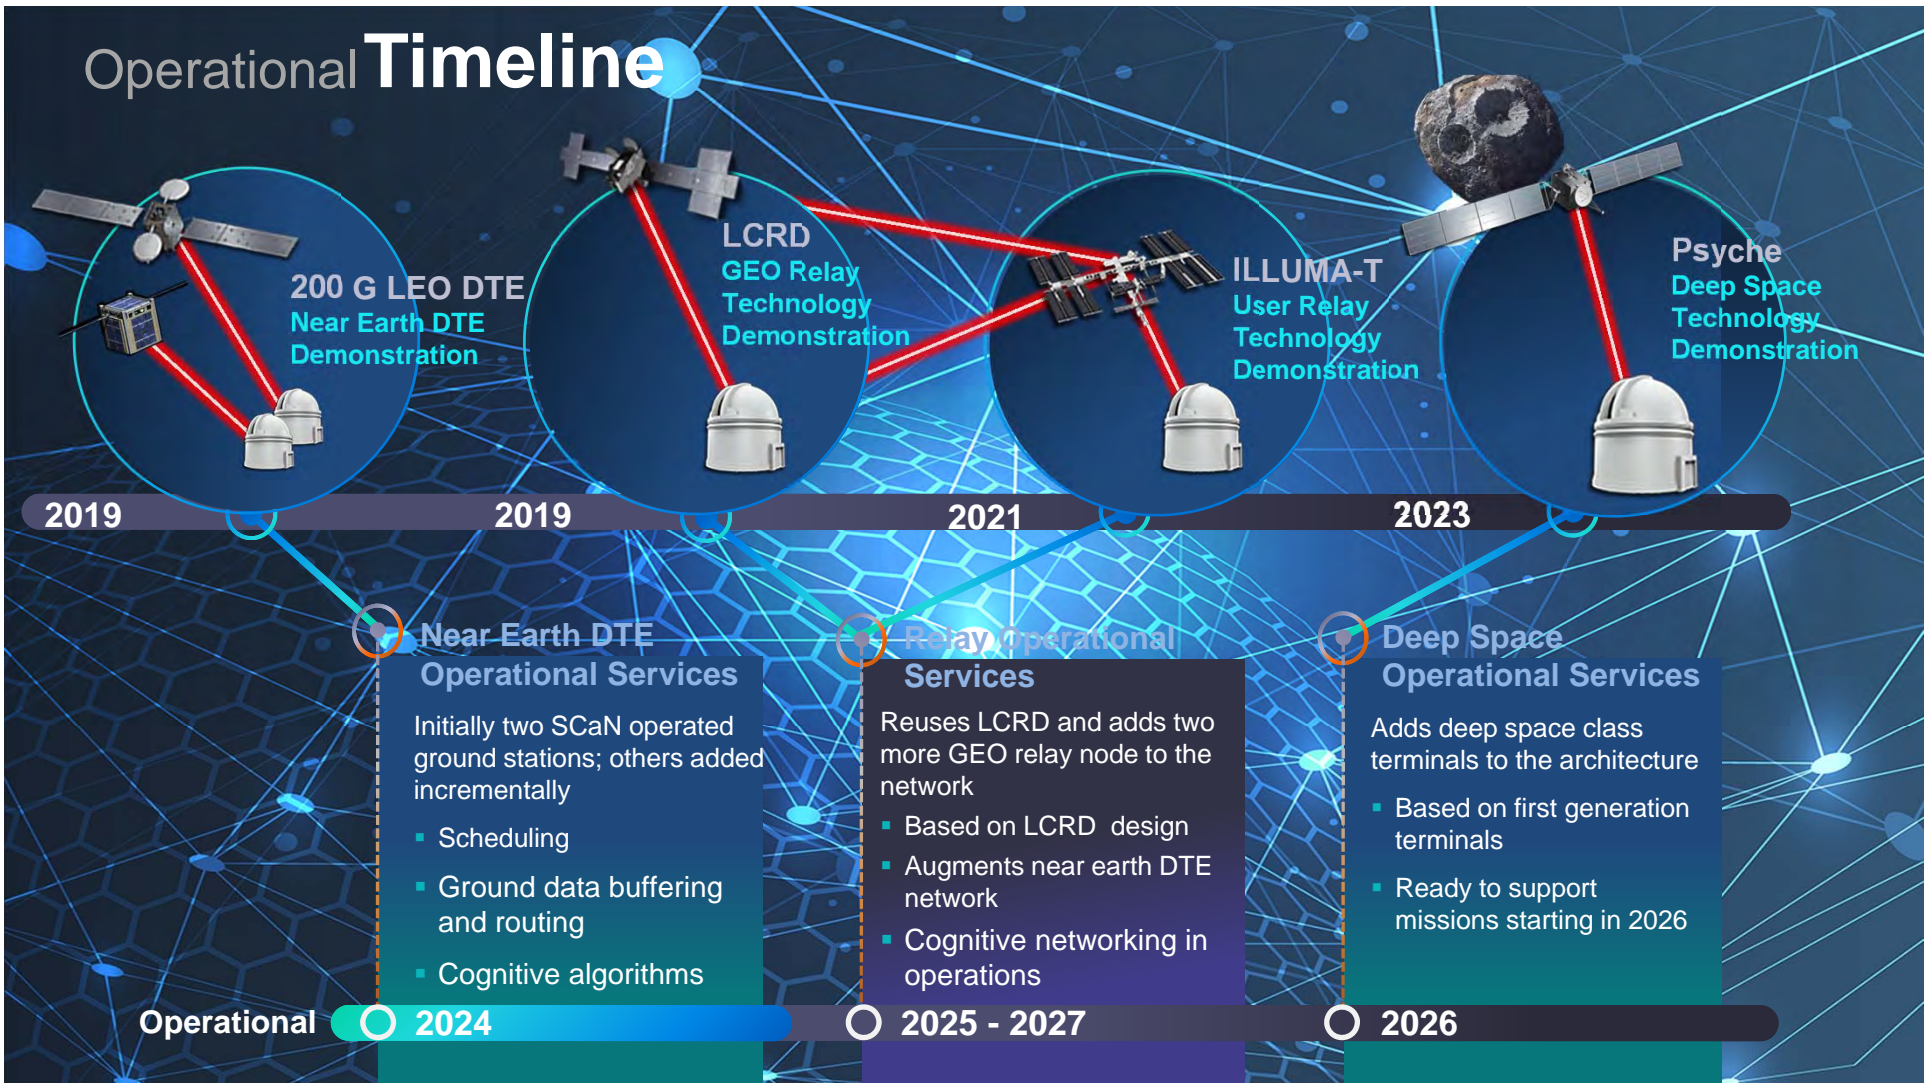 Operational Timeline
200 G LEO DTE
Near Earth DTE
Demonstration
LCRD
GEO Relay
Technology
Demonstration
ILLUMA-T
User Relay
Technology
Demonstration
Psyche
Deep Space
Technology
Demonstration
2019
2019
2021
2023
Near Earth DTE
Operational Services
Initially two SCaN operated
ground stations; others added
incrementally
▪ Scheduling
▪ Ground data buffering
and routing
▪ Cognitive algorithms
Relay Operational
Services
Reuses LCRD and adds two
more GEO relay node to the
network
▪ Based on LCRD design
▪ Augments near earth DTE
network
▪ Cognitive networking in
operations
Deep Space
Operational Services
Adds deep space class
terminals to the architecture
▪ Based on first generation
terminals
▪ Ready to support
missions starting in 2026
Operational
2024
2025 - 2027
2026